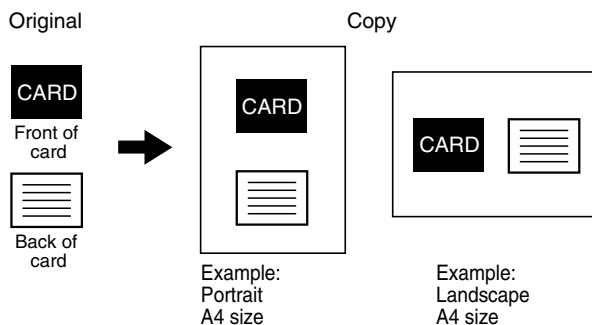 Original
Copy
CARD
Front of
card
Back of
card
CARD
Example:
Portrait
A4 size
CARD
Example:
Landscape
A4 size